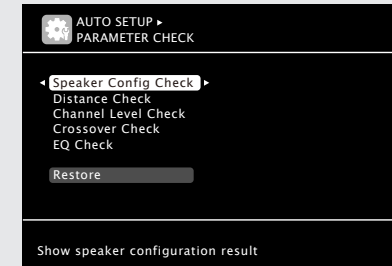 AUTO SETUP ▸
PARAMETER CHECK
◂ Speaker Config Check ▸
Distance Check
Channel Level Check
Crossover Check
EQ Check
Restore
Show speaker configuration result